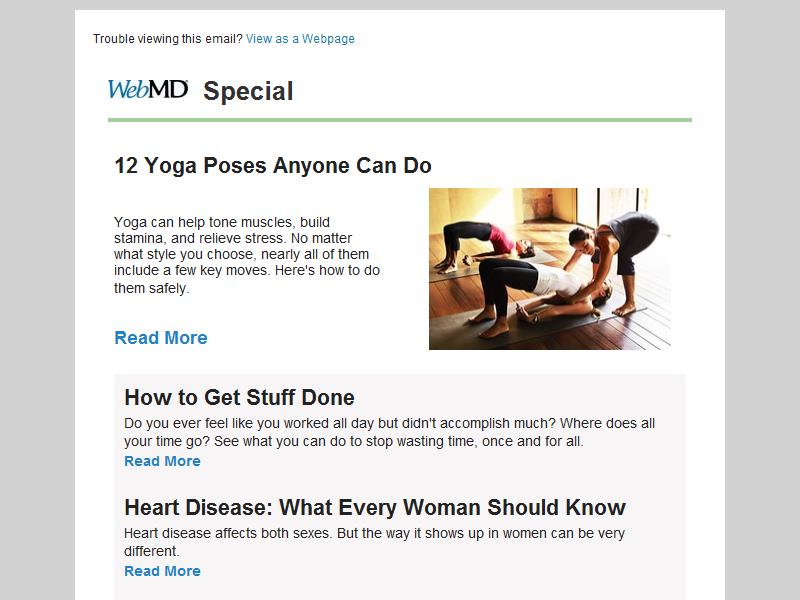 Trouble viewing this email? View as a Webpage
WebMD Special
12 Yoga Poses Anyone Can Do
Yoga can help tone muscles, build
stamina, and relieve stress. No matter
what style you choose, nearly all of them
include a few key moves. Here's how to do
them safely.
Read More
How to Get Stuff Done
Do you ever feel like you worked all day but didn't accomplish much? Where does all
your time go? See what you can do to stop wasting time, once and for all.
Read More
Heart Disease: What Every Woman Should Know
Heart disease affects both sexes. But the way it shows up in women can be very
different.
Read More